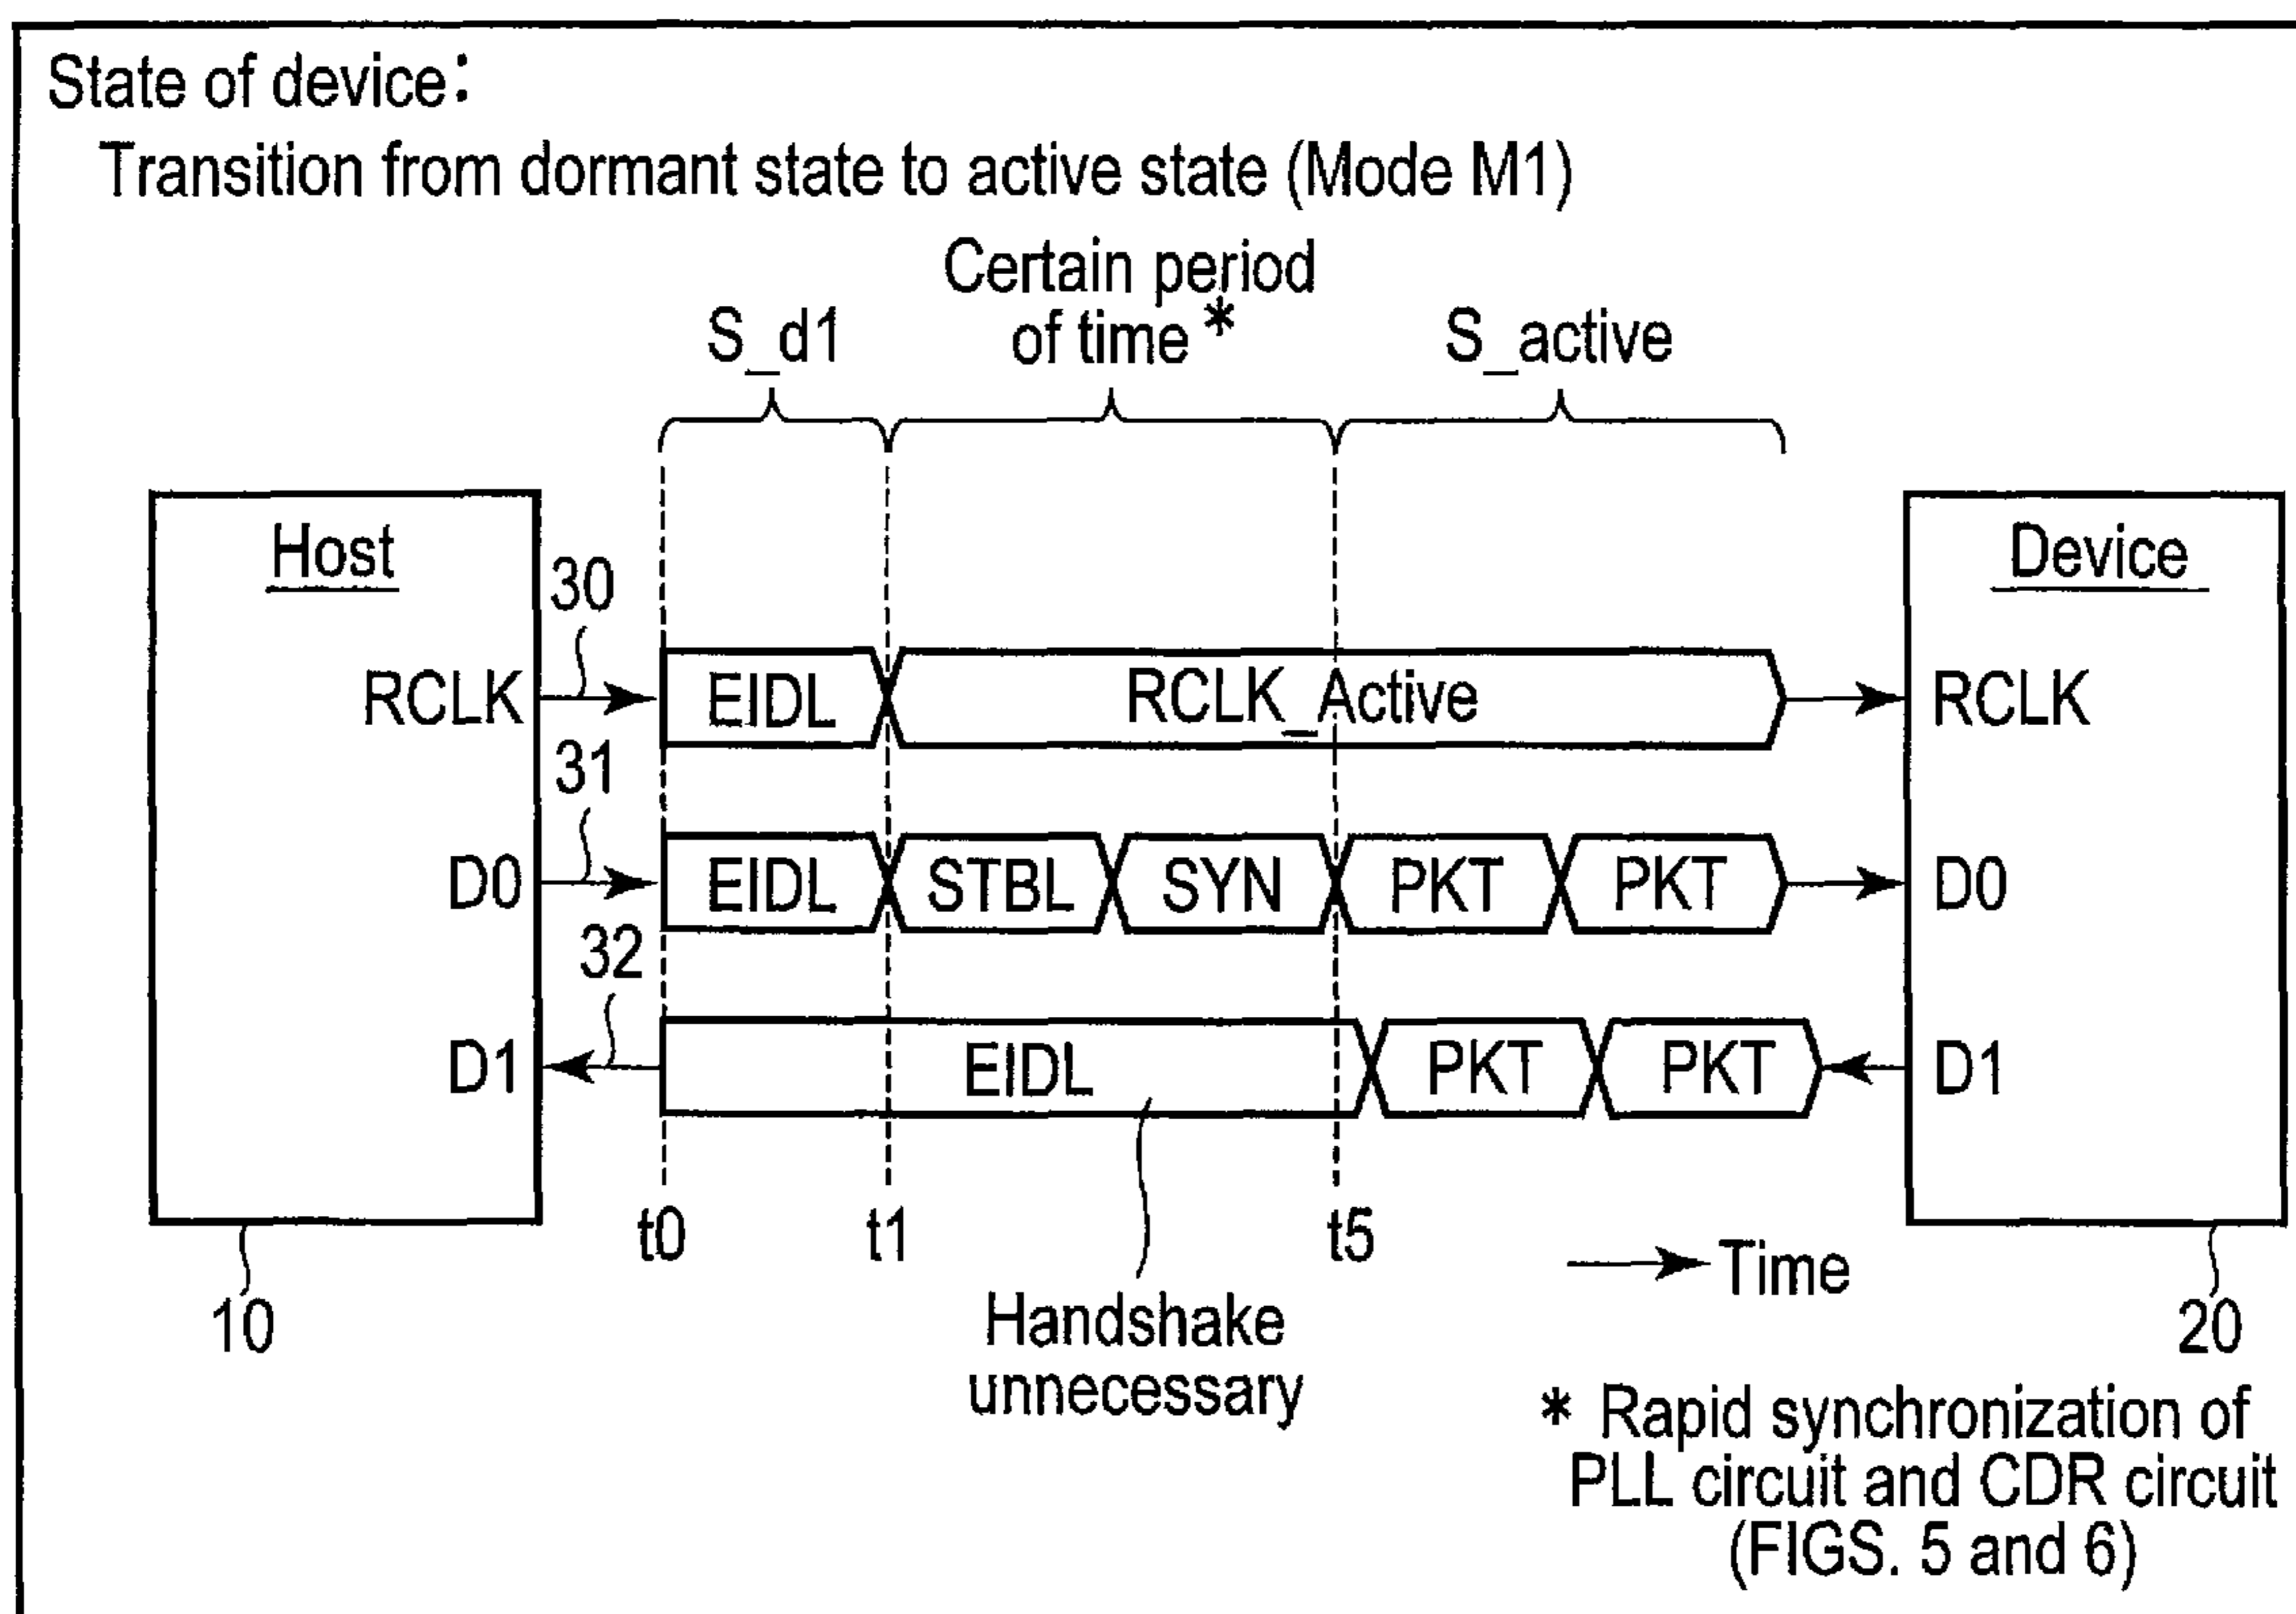 State of device:
Transition from dormant state to active state (Mode M1)
Certain period
of time *
S_d1
S_active
Host
Device
30
RCLK
EIDL
RCLK_Active
RCLK
31
D0
EIDL
STBL
SYN
PKT
PKT
D0
32
D1
EIDL
PKT
PKT
D1
t0
t1
t5
Time
10
20
Handshake
unnecessary
* Rapid synchronization of
PLL circuit and CDR circuit
(FIGS. 5 and 6)